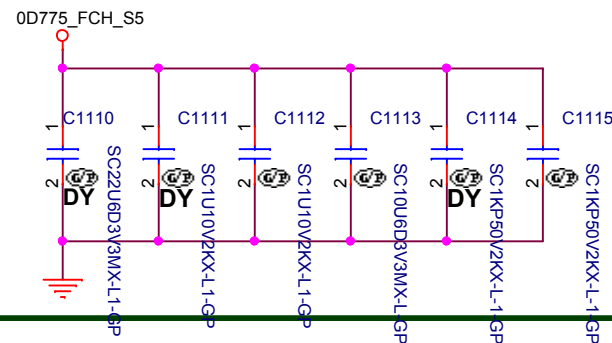 0D775_FCH_S5
C1110
C1111
C1112
C1113
C1114
C1115
1
1
1
1
1
1
2
2
2
2
2
2
G/P
G/P
G/P
G/P
G/P
DY
DY
DY
SC22U6D3V3MX-L1-GP
SC1U10V2KX-L1-GP
SC1U10V2KX-L1-GP
SC10U6D3V3MX-L-GP
SC1KP50V2KX-L-1-GP
SC1KP50V2KX-L-1-GP